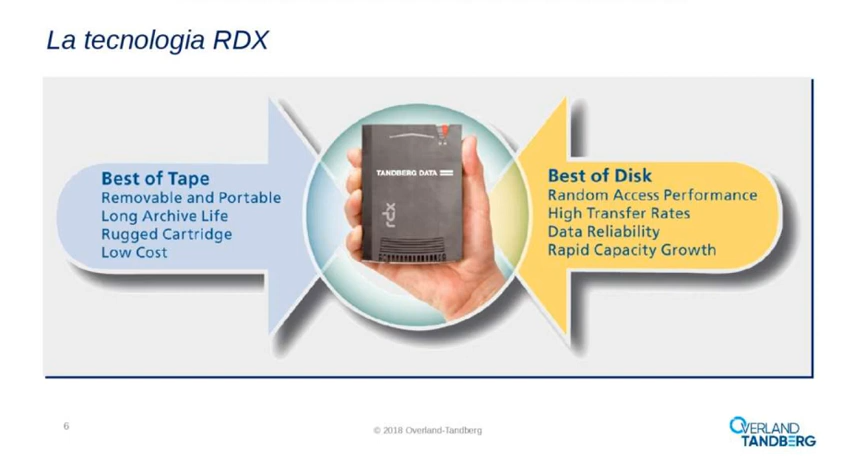 La tecnologia RDX
Best of Tape
Removable and Portable
Long Archive Life
Rugged Cartridge
Low Cost
TANDBERG DATA
rdx
Best of Disk
Random Access Performance
High Transfer Rates
Data Reliability
Rapid Capacity Growth
6
© 2018 Overland-Tandberg
OVERLAND
TANDBERG